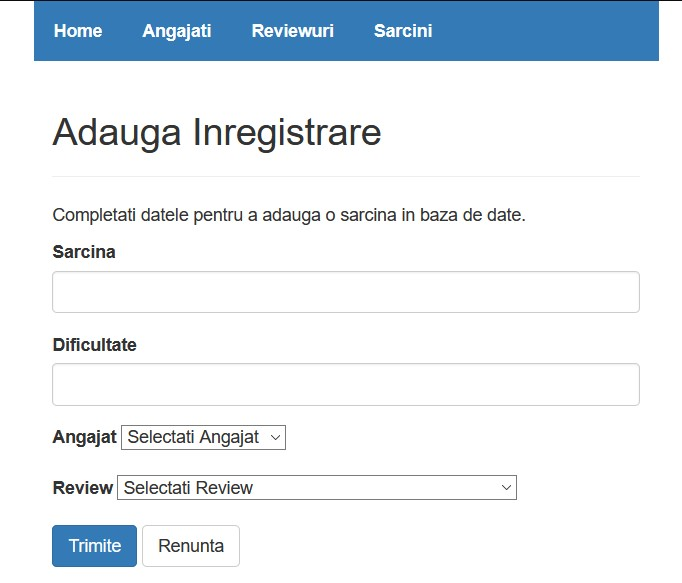 Home Angajati Reviewuri Sarcini
Adauga Inregistrare
Completati datele pentru a adauga o sarcina in baza de date.
Sarcina
Dificultate
Angajat Selectati Angajat
Review Selectati Review
Trimite Renunta